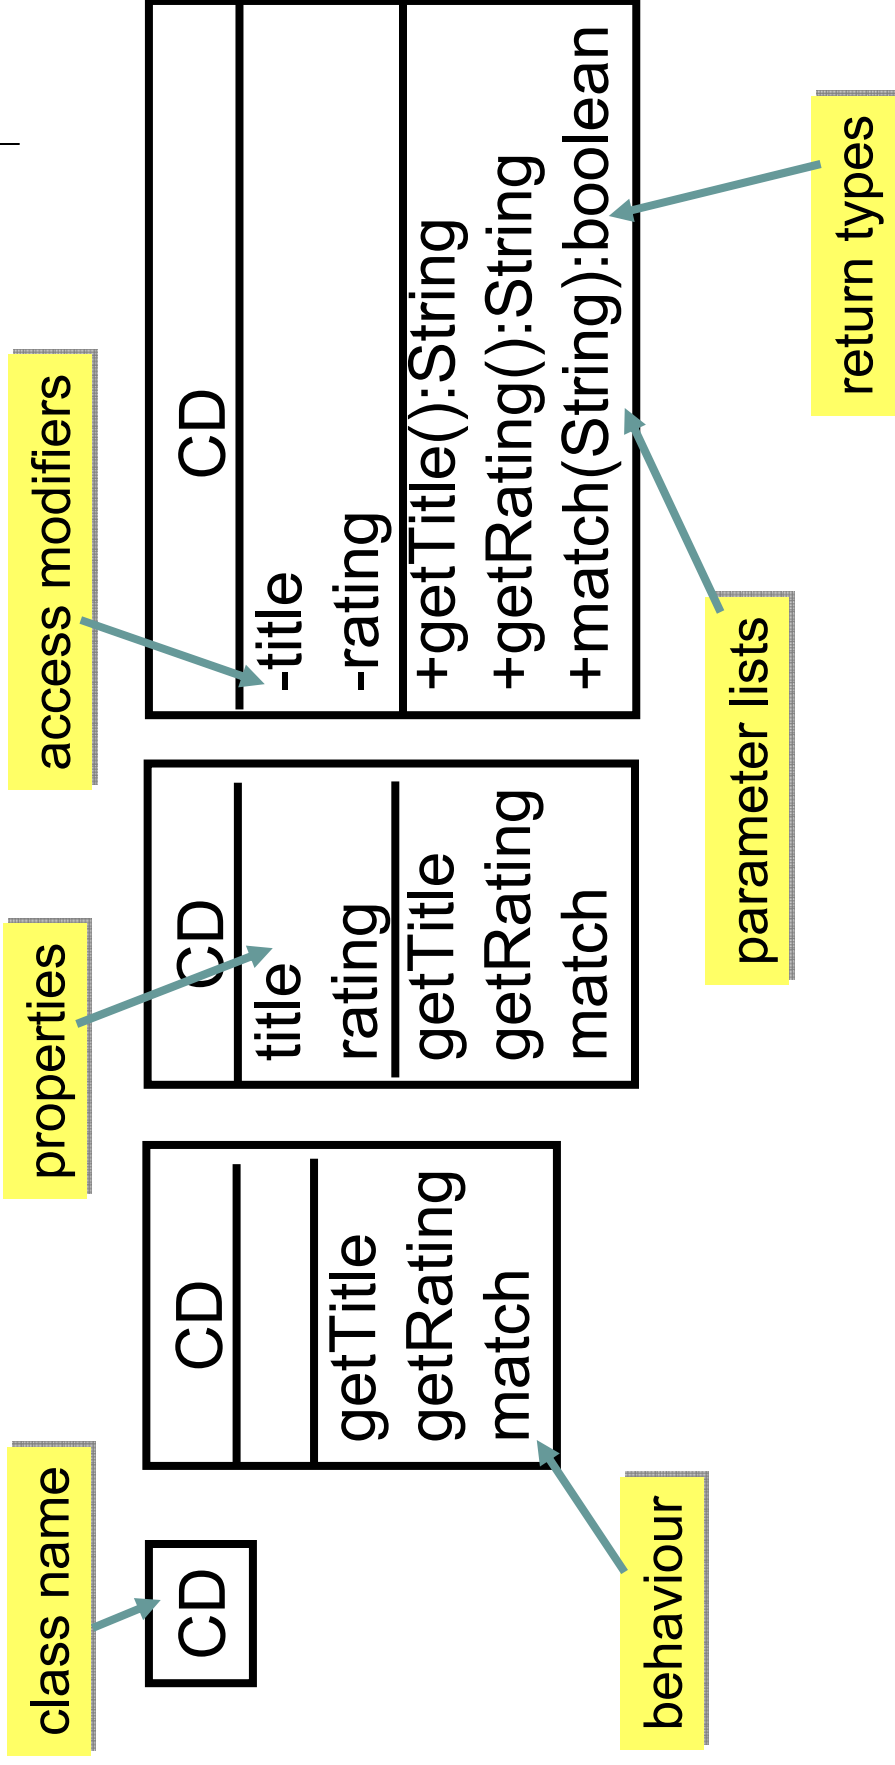 class name
properties
access modifiers
CD
CD
getTitle
getRating
match
CD
title
rating
getTitle
getRating
match
CD
-title
-rating
+getTitle():String
+getRating():String
+match(String):boolean
behaviour
parameter lists
return types